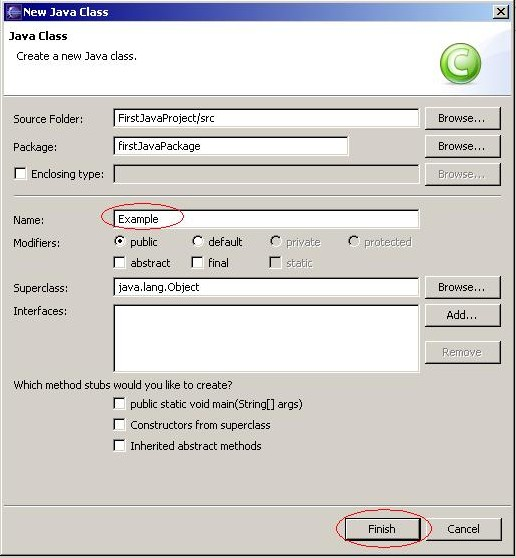 New Java Class
Java Class
Create a new Java class.
C
Source Folder: FirstJavaProject/src Browse...
Package: firstJavaPackage Browse...
Enclosing type: Browse...
Name: Example
Modifiers: public default private protected
abstract final static
Superclass: java.lang.Object Browse...
Interfaces: Add...
Remove
Which method stubs would you like to create?
public static void main(String[] args)
Constructors from superclass
Inherited abstract methods
Finish Cancel